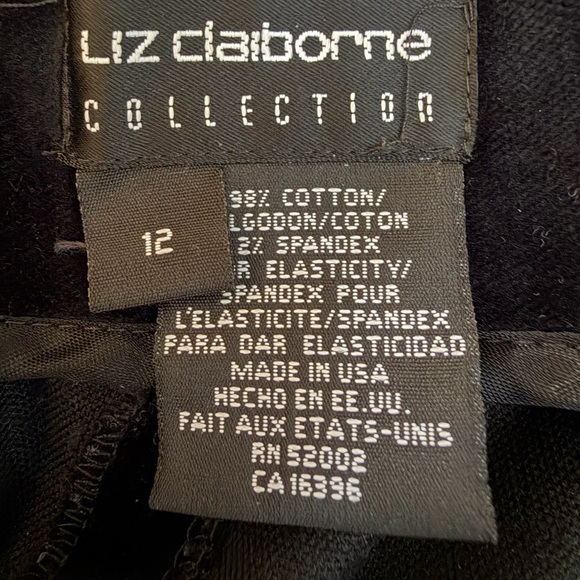 Liz claiborne
COLLECTION
12
98% COTTON/
LGODON/COTON
2% SPANDEX
R ELASTICITY/
SPANDEX POUR
L'ELASTICITE/SPANDEX
PARA DAR ELASTICIDAD
MADE IN USA
HECHO EN EE.UU.
FAIT AUX ETATS-UNIS
RN 52002
CA 16396